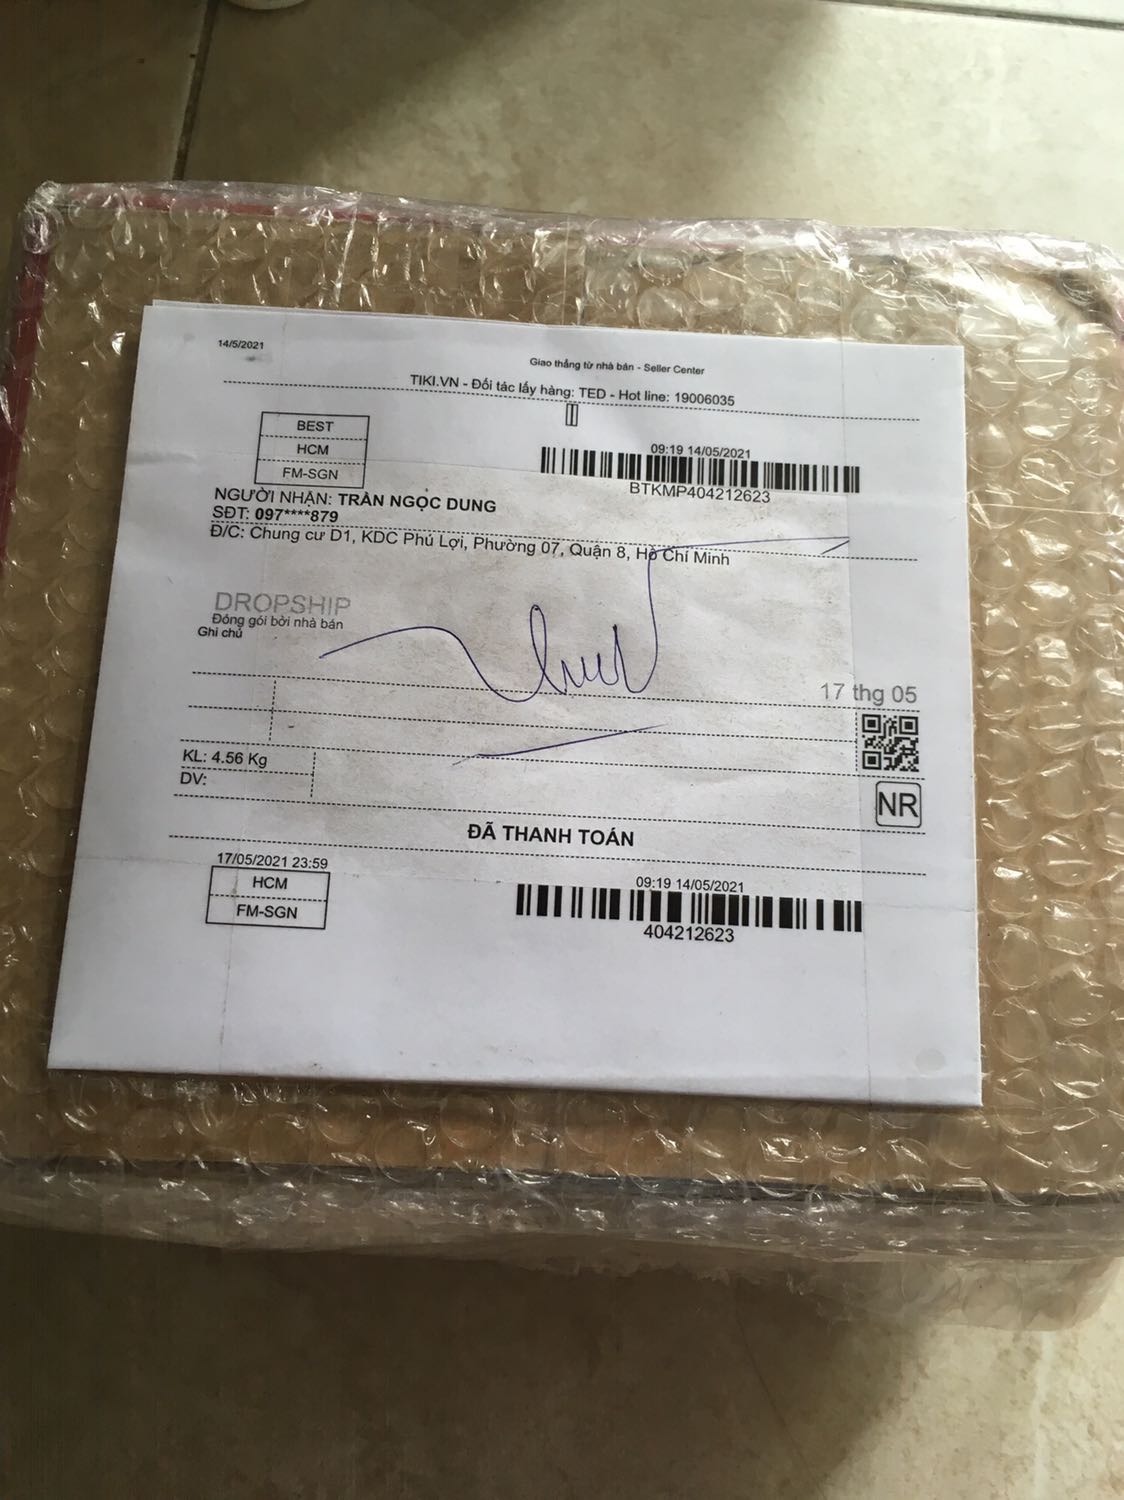 14/5/2021
Giao thẳng từ nhà bán - Seller Center
TIKI.VN - Đối tác lấy hàng: TED - Hot line: 19006035
BEST
HCM
FM-SGN
09:19 14/05/2021
BTKMP404212623
NGƯỜI NHẬN: TRẦN NGỌC DUNG
SĐT: 097****879
Đ/C: Chung cư D1, KDC Phú Lợi, Phường 07, Quận 8, Hồ Chí Minh
DROPSHIP
Đóng gói bởi nhà bán
Ghi chú
17 thg 05
KL: 4.56 Kg
DV:
NR
ĐÃ THANH TOÁN
17/05/2021 23:59
HCM
FM-SGN
09:19 14/05/2021
404212623